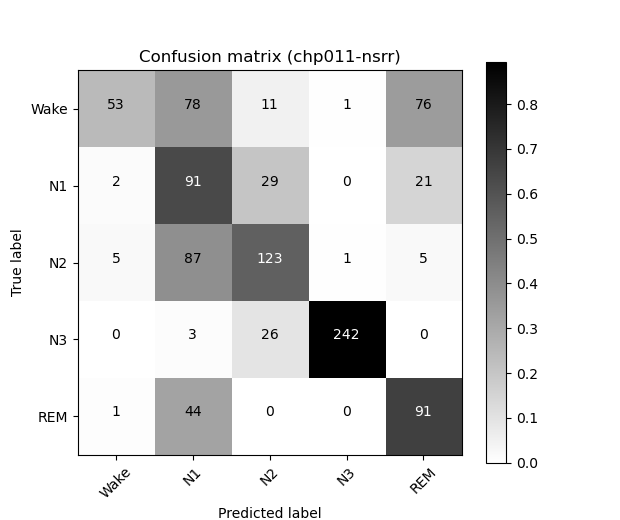 Confusion matrix (chp011-nsrr)
True label
Wake 53 78 11 1 76
N1 2 91 29 0 21
N2 5 87 123 1 5
N3 0 3 26 242 0
REM 1 44 0 0 91
Wake N1 N2 N3 REM
Predicted label
0.8
0.7
0.6
0.5
0.4
0.3
0.2
0.1
0.0